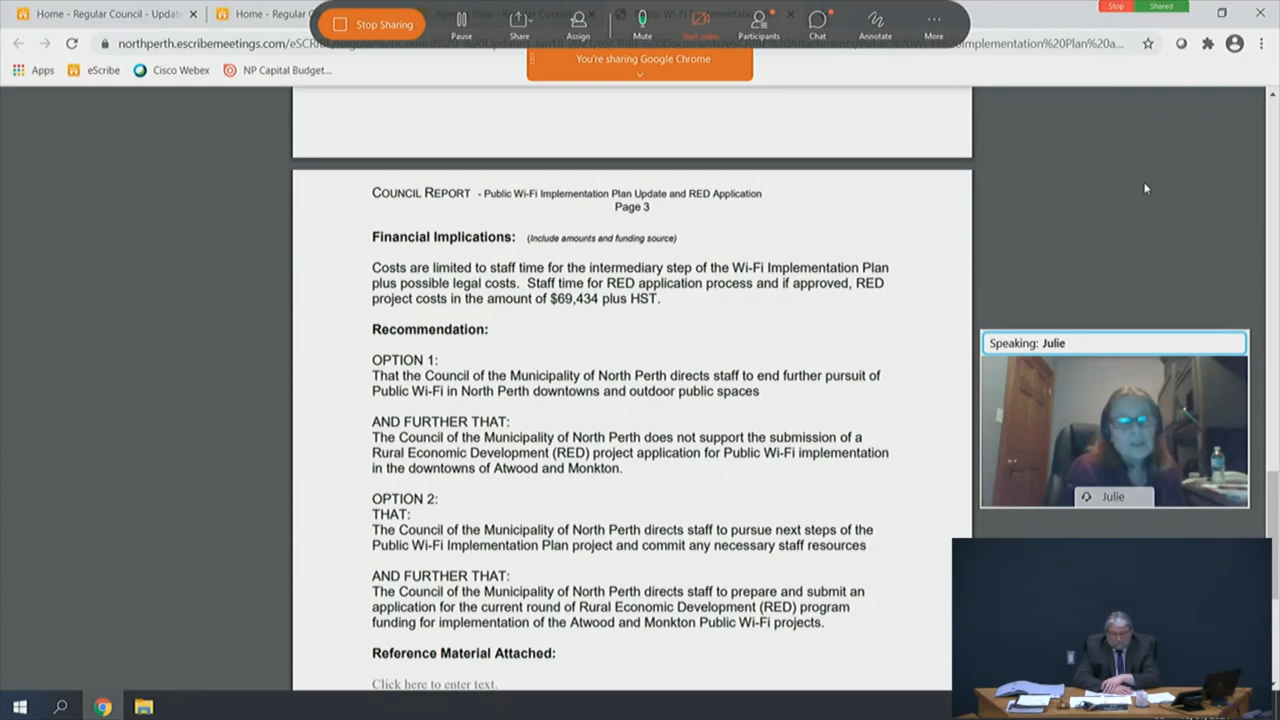 Home - Regular Council - Updat
Home - Regular
Stop Sharing
Pause
Share
Assign
Mute
Start video
Participants
Chat
Annotate
More
Stop
Shared
You're sharing Google Chrome
Apps
eScribe
Cisco Webex
NP Capital Budget...
COUNCIL REPORT - Public Wi-Fi Implementation Plan Update and RED Application
Page 3
Financial Implications: (Include amounts and funding source)
Costs are limited to staff time for the intermediary step of the Wi-Fi Implementation Plan
plus possible legal costs. Staff time for RED application process and if approved, RED
project costs in the amount of $69,434 plus HST.
Recommendation:
OPTION 1:
That the Council of the Municipality of North Perth directs staff to end further pursuit of
Public Wi-Fi in North Perth downtowns and outdoor public spaces
AND FURTHER THAT:
The Council of the Municipality of North Perth does not support the submission of a
Rural Economic Development (RED) project application for Public Wi-Fi implementation
in the downtowns of Atwood and Monkton.
OPTION 2:
THAT:
The Council of the Municipality of North Perth directs staff to pursue next steps of the
Public Wi-Fi Implementation Plan project and commit any necessary staff resources
AND FURTHER THAT:
The Council of the Municipality of North Perth directs staff to prepare and submit an
application for the current round of Rural Economic Development (RED) program
funding for implementation of the Atwood and Monkton Public Wi-Fi projects.
Reference Material Attached:
Click here to enter text.
Speaking: Julie
Julie